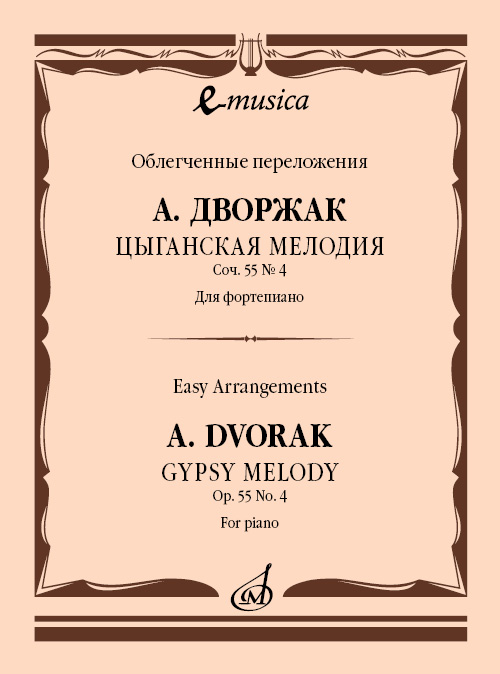 e-musica
Облегченные переложения
А. ДВОРЖАК
ЦЫГАНСКАЯ МЕЛОДИЯ
Соч. 55 № 4
Для фортепиано
Easy Arrangements
A. DVORAK
GYPSY MELODY
Op. 55 No. 4
For piano
М